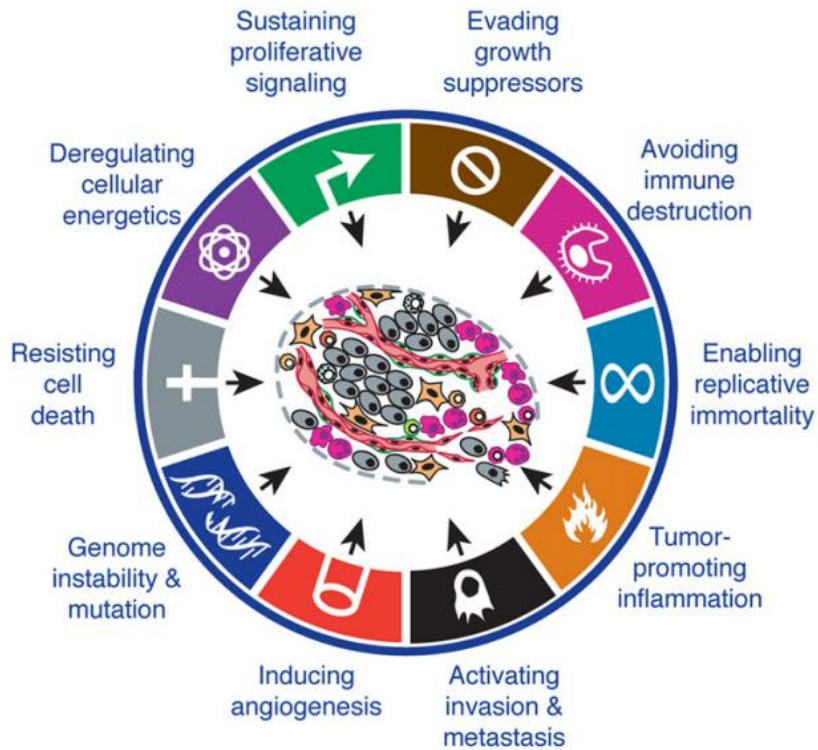 Sustaining
proliferative
signaling
Evading
growth
suppressors
Avoiding
immune
destruction
Enabling
replicative
immortality
Tumor-
promoting
inflammation
Activating
invasion &
metastasis
Inducing
angiogenesis
Genome
instability &
mutation
Resisting
cell
death
Deregulating
cellular
energetics